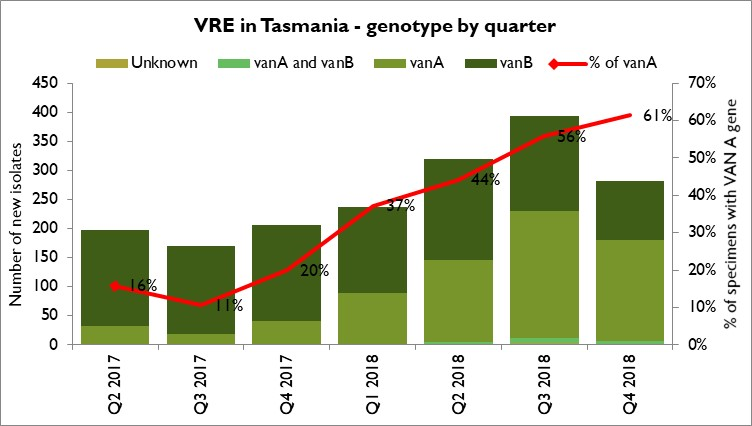 VRE in Tasmania - genotype by quarter
Unknown vanA and vanB vanA vanB % of vanA
Number of new isolates
450
400
350
300
250
200
150
100
50
0
16%
11%
20%
37%
44%
56%
61%
70%
60%
50%
40%
30%
20%
10%
0%
% of specimens with VAN A gene
Q2 2017
Q3 2017
Q4 2017
Q1 2018
Q2 2018
Q3 2018
Q4 2018